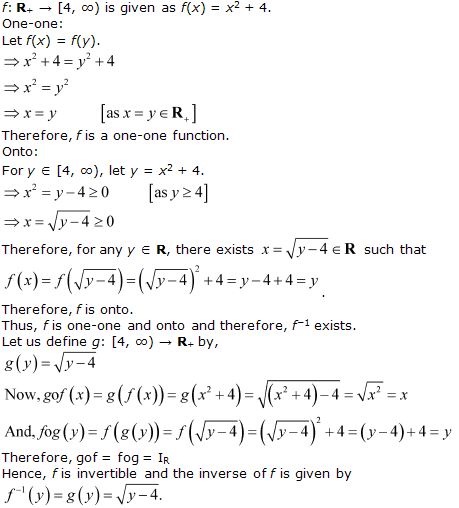 f: R₊ → [4, ∞) is given as f(x) = x² + 4.
One-one:
Let f(x) = f(y).
⇒ x² + 4 = y² + 4
⇒ x² = y²
⇒ x = y [as x = y ∈ R₊]
Therefore, f is a one-one function.
Onto:
For y ∈ [4, ∞), let y = x² + 4.
⇒ x² = y − 4 ≥ 0 [as y ≥ 4]
⇒ x = √(y−4) ≥ 0
Therefore, for any y ∈ R, there exists x = √(y−4) ∈ R such that
f(x) = f(√(y−4)) = (√(y−4))² + 4 = y − 4 + 4 = y .
Therefore, f is onto.
Thus, f is one-one and onto and therefore, f⁻¹ exists.
Let us define g: [4, ∞) → R₊ by,
g(y) = √(y−4)
Now, gof(x) = g(f(x)) = g(x² + 4) = √((x² + 4) − 4) = √(x²) = x
And, fog(y) = f(g(y)) = f(√(y−4)) = (√(y−4))² + 4 = (y − 4) + 4 = y
Therefore, gof = fog = I_R
Hence, f is invertible and the inverse of f is given by
f⁻¹(y) = g(y) = √(y−4).